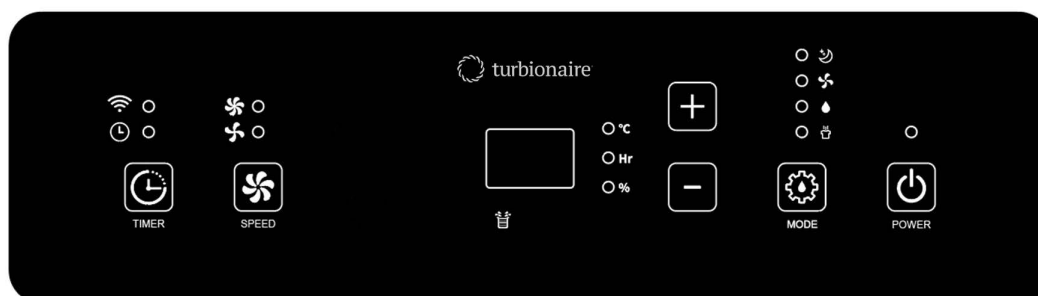 turbionaire
°C
Hr
%
+
-
TIMER
SPEED
MODE
POWER